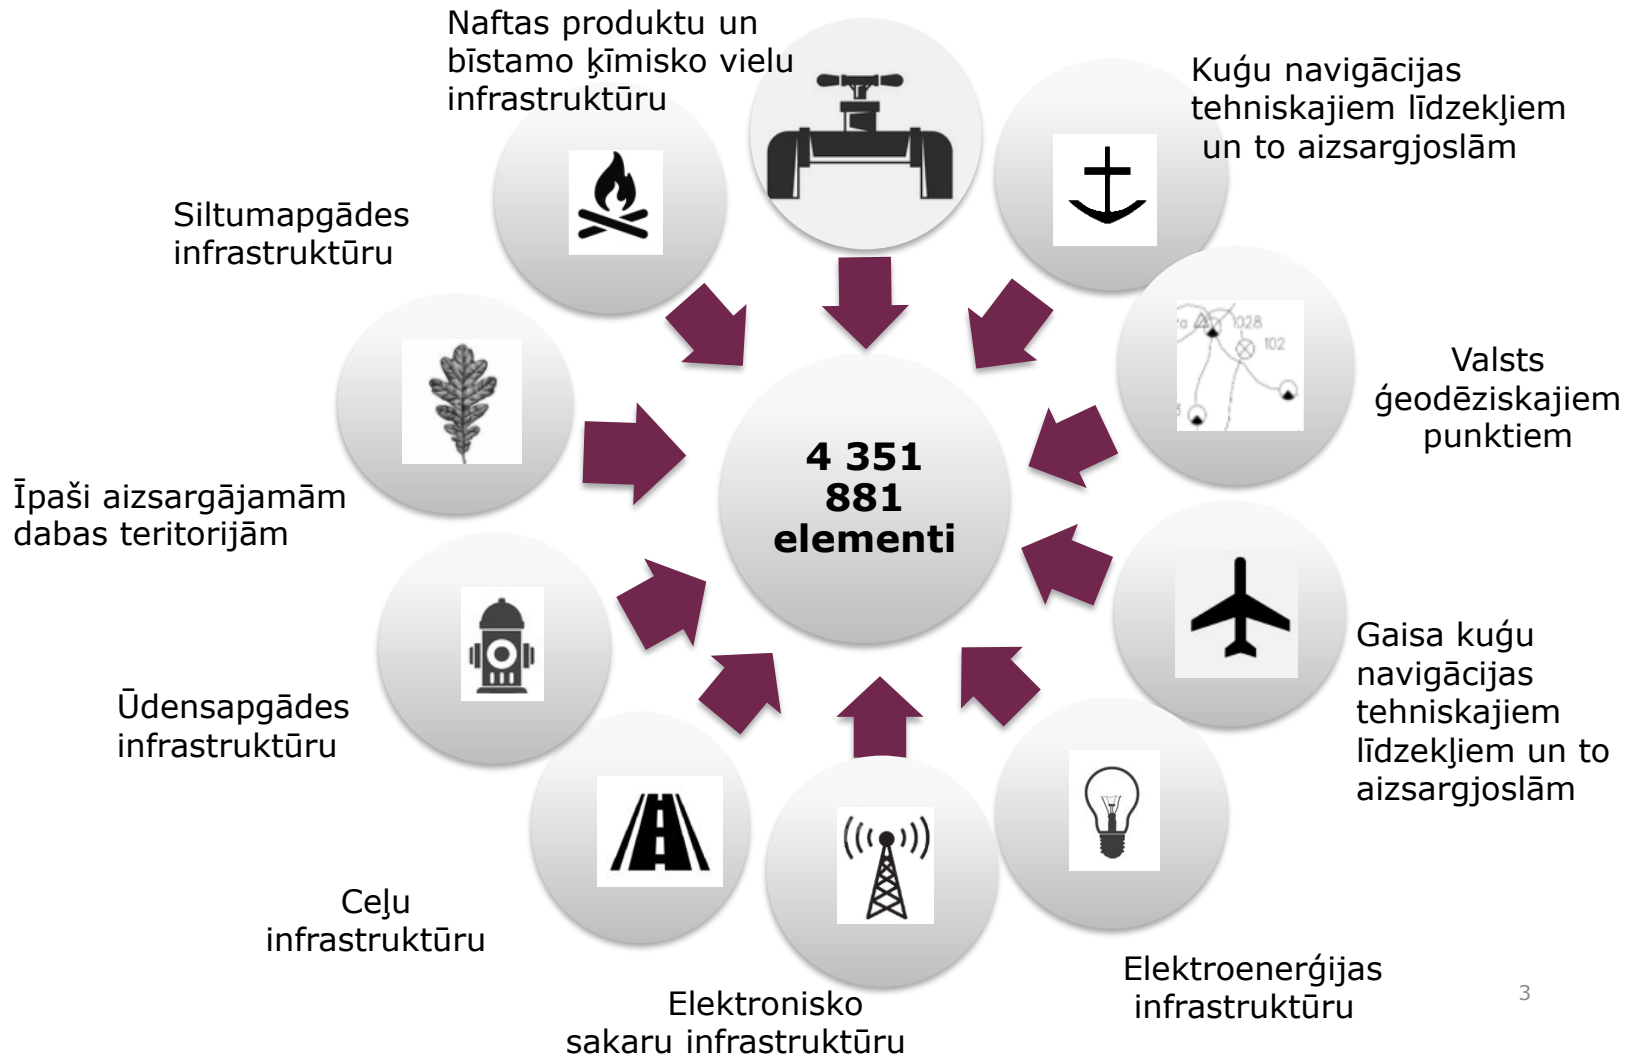 Naftas produktu un
bīstamo ķīmisko vielu
infrastruktūru
Kuģu navigācijas
tehniskajiem līdzekļiem
un to aizsargjoslām
Siltumapgādes
infrastruktūru
1028
102
Valsts
ģeodēziskajiem
punktiem
4 351
881
elementi
Īpaši aizsargājamām
dabas teritorijām
Gaisa kuģu
navigācijas
tehniskajiem
līdzekļiem un to
aizsargjoslām
Ūdensapgādes
infrastruktūru
Ceļu
infrastruktūru
Elektroenerģijas
infrastruktūru
Elektronisko
sakaru infrastruktūru
3